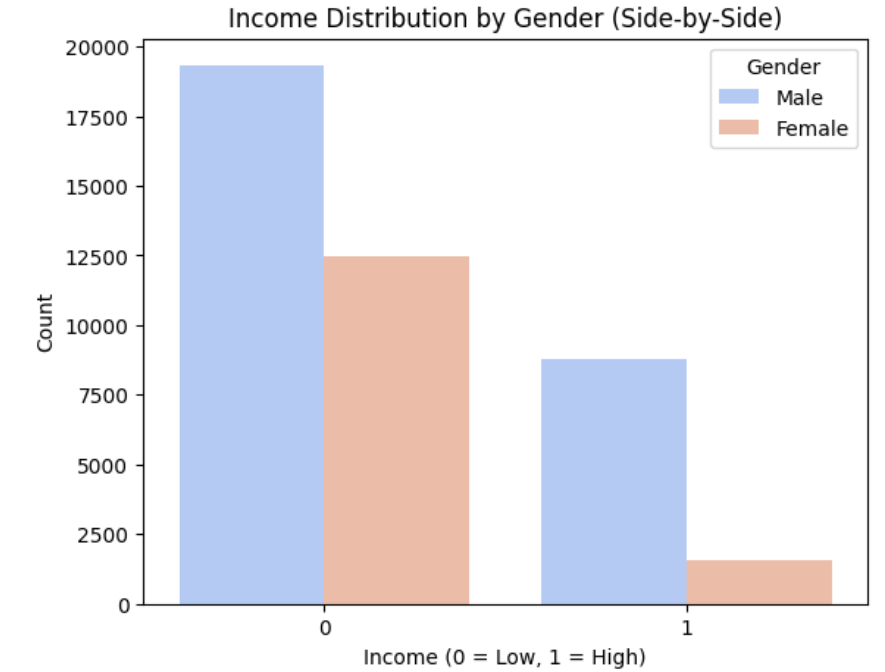 Income Distribution by Gender (Side-by-Side)
Gender
Male
Female
Count
20000
17500
15000
12500
10000
7500
5000
2500
0
0 1
Income (0 = Low, 1 = High)